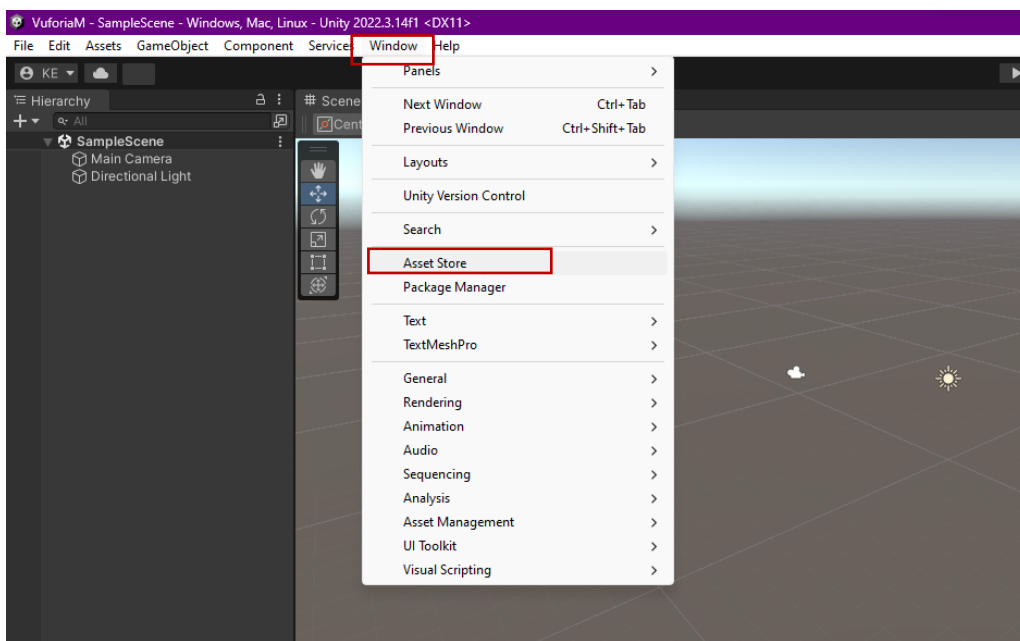 VuforiaM - SampleScene - Windows, Mac, Linux - Unity 2022.3.14f1 <DX11>
File Edit Assets GameObject Component Services Window Help
KE
Hierarchy
All
SampleScene
Main Camera
Directional Light
Scene
Cent
Panels
Next Window Ctrl+Tab
Previous Window Ctrl+Shift+Tab
Layouts
Unity Version Control
Search
Asset Store
Package Manager
Text
TextMeshPro
General
Rendering
Animation
Audio
Sequencing
Analysis
Asset Management
UI Toolkit
Visual Scripting